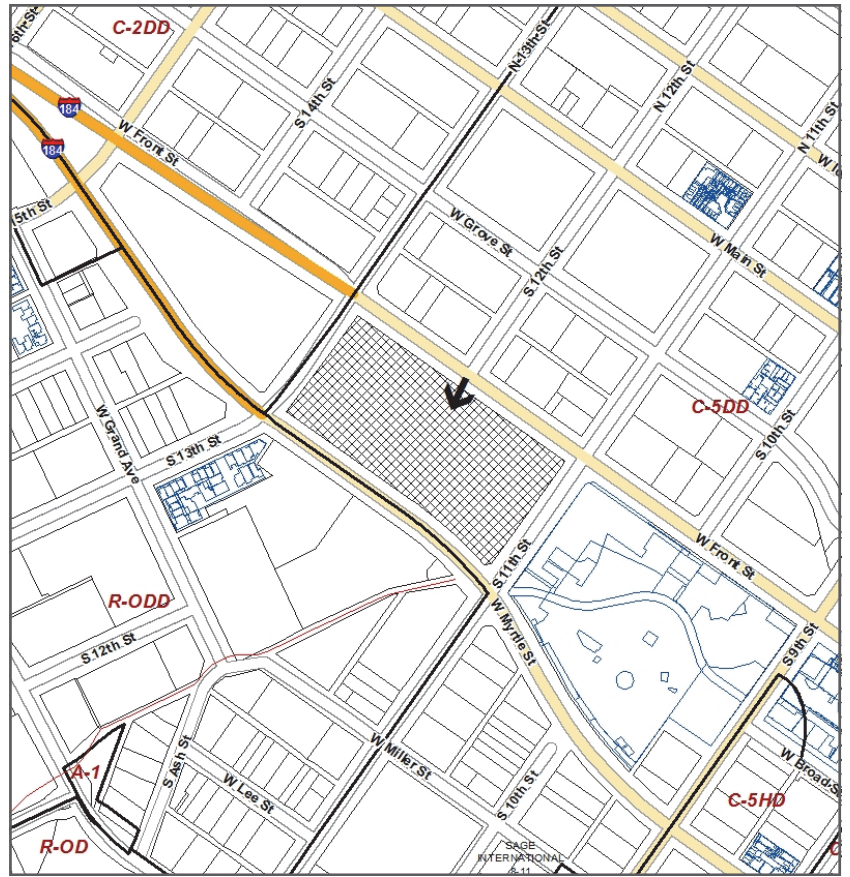 C-2DD
N 13th St
S 14th St
N 12th St
184
N 11th St
W Front St
184
5th St
W Grove St
W Main St
S 12th St
C-5DD
S 10th St
W Grand Ave
S 13th St
W Front St
S 11th St
R-ODD
W Myrtle St
S 12th St
S 9th St
S Ash St
W Miller St
W Broad St
A-1
W Lee St
S 10th St
C-5HD
R-OD
SAGE
INTERNATIONAL
8-11